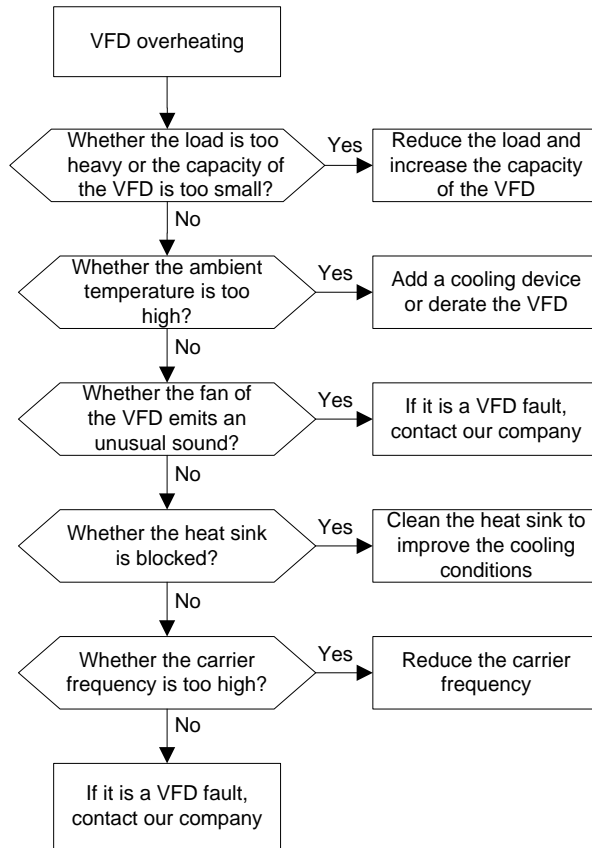 VFD overheating
Whether the load is too
heavy or the capacity of
the VFD is too small?
Yes
Reduce the load and
increase the capacity
of the VFD
No
Whether the ambient
temperature is too
high?
Yes
Add a cooling device
or derate the VFD
No
Whether the fan of
the VFD emits an
unusual sound?
Yes
If it is a VFD fault,
contact our company
No
Whether the heat sink
is blocked?
Yes
Clean the heat sink to
improve the cooling
conditions
No
Whether the carrier
frequency is too high?
Yes
Reduce the carrier
frequency
No
If it is a VFD fault,
contact our company